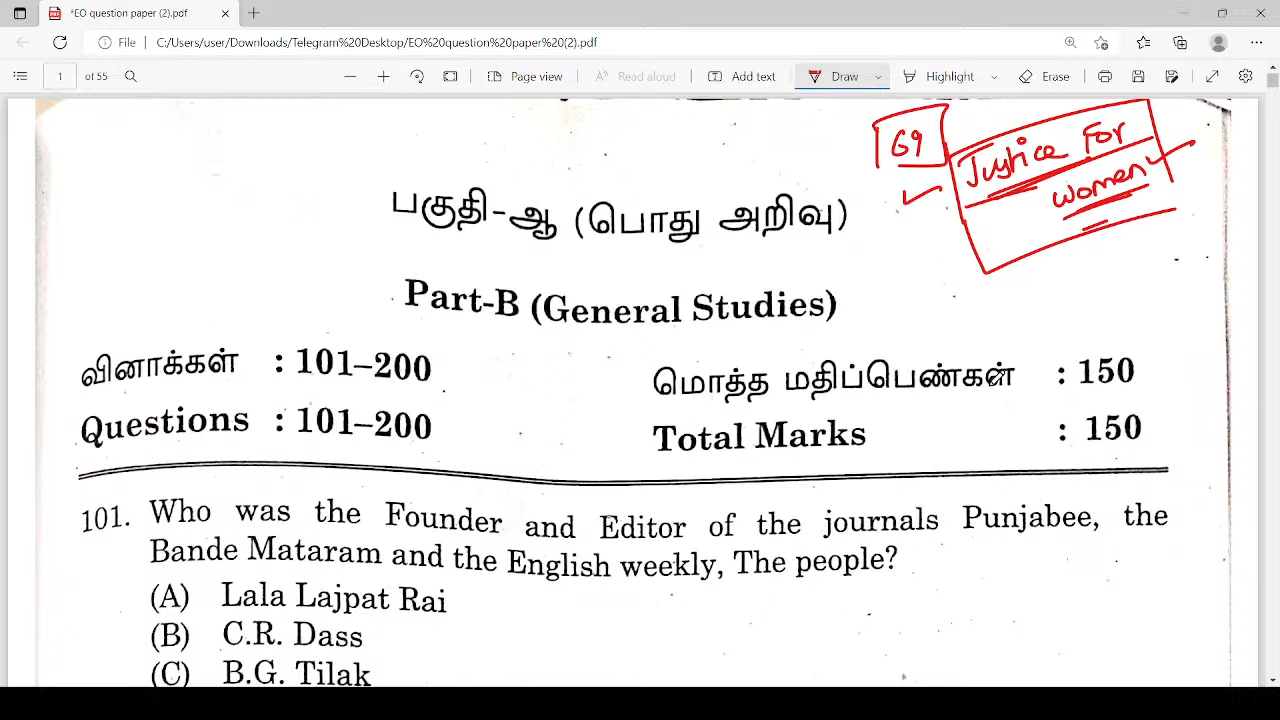 *EO question paper (2).pdf
File C:/Users/user/Downloads/Telegram%20Desktop/EO%20question%20paper%20(2).pdf
1 of 55 Page view Read aloud Add text Draw Highlight Erase
G9
Justice For
women
பகுதி-ஆ (பொது அறிவு)
Part-B (General Studies)
வினாக்கள் : 101–200 மொத்த மதிப்பெண்கள் : 150
Questions : 101–200 Total Marks : 150
101. Who was the Founder and Editor of the journals Punjabee, the
Bande Mataram and the English weekly, The people?
(A) Lala Lajpat Rai
(B) C.R. Dass
(C) B.G. Tilak